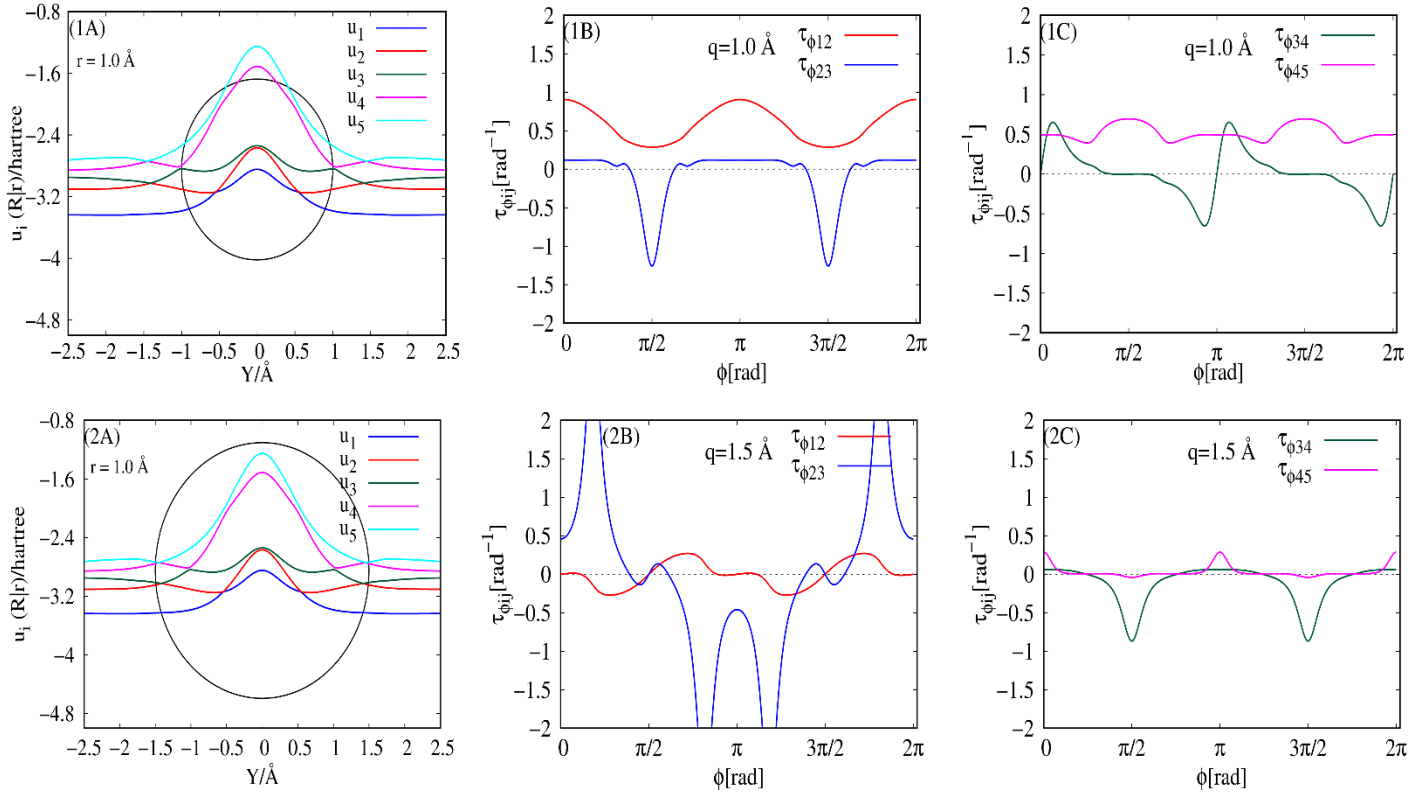 (1A)
r = 1.0 Å
u1
u2
u3
u4
u5
-0.8
-1.6
-2.4
-3.2
-4
-4.8
ui (R|r)/hartree
-2.5 -2 -1.5 -1 -0.5 0 0.5 1 1.5 2 2.5
Y/Å
(1B)
q=1.0 Å
τϕ12
τϕ23
2
1.5
1
0.5
0
-0.5
-1
-1.5
-2
τϕij[rad⁻¹]
0 π/2 π 3π/2 2π
ϕ[rad]
(1C)
q=1.0 Å
τϕ34
τϕ45
2
1.5
1
0.5
0
-0.5
-1
-1.5
-2
τϕij[rad⁻¹]
0 π/2 π 3π/2 2π
ϕ[rad]
(2A)
r = 1.0 Å
u1
u2
u3
u4
u5
-0.8
-1.6
-2.4
-3.2
-4
-4.8
ui (R|r)/hartree
-2.5 -2 -1.5 -1 -0.5 0 0.5 1 1.5 2 2.5
Y/Å
(2B)
q=1.5 Å
τϕ12
τϕ23
2
1.5
1
0.5
0
-0.5
-1
-1.5
-2
τϕij[rad⁻¹]
0 π/2 π 3π/2 2π
ϕ[rad]
(2C)
q=1.5 Å
τϕ34
τϕ45
2
1.5
1
0.5
0
-0.5
-1
-1.5
-2
τϕij[rad⁻¹]
0 π/2 π 3π/2 2π
ϕ[rad]